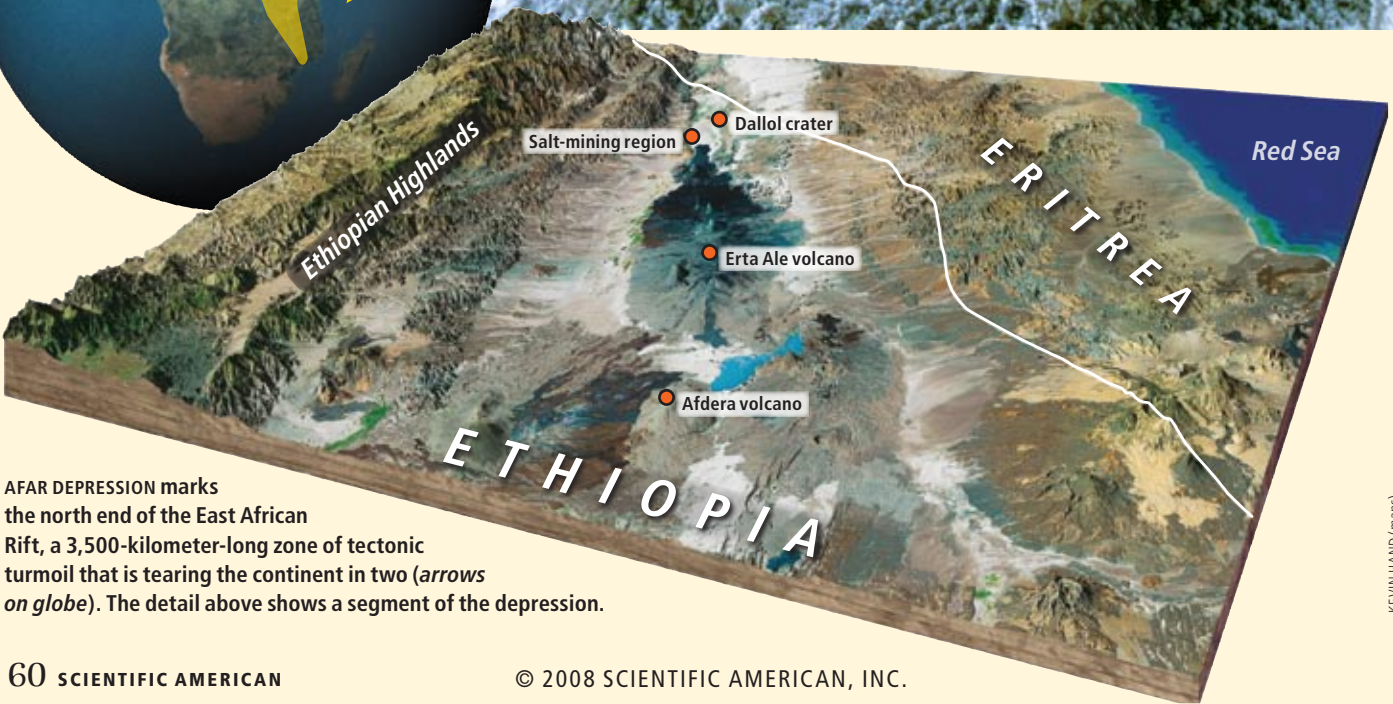 Dallol crater
Salt-mining region
Red Sea
Ethiopian Highlands
ERITREA
Erta Ale volcano
Afdera volcano
ETHIOPIA
AFAR DEPRESSION marks
the north end of the East African
Rift, a 3,500-kilometer-long zone of tectonic
turmoil that is tearing the continent in two (arrows
on globe). The detail above shows a segment of the depression.
KEVIN HAND (maps)
60 SCIENTIFIC AMERICAN
© 2008 SCIENTIFIC AMERICAN, INC.